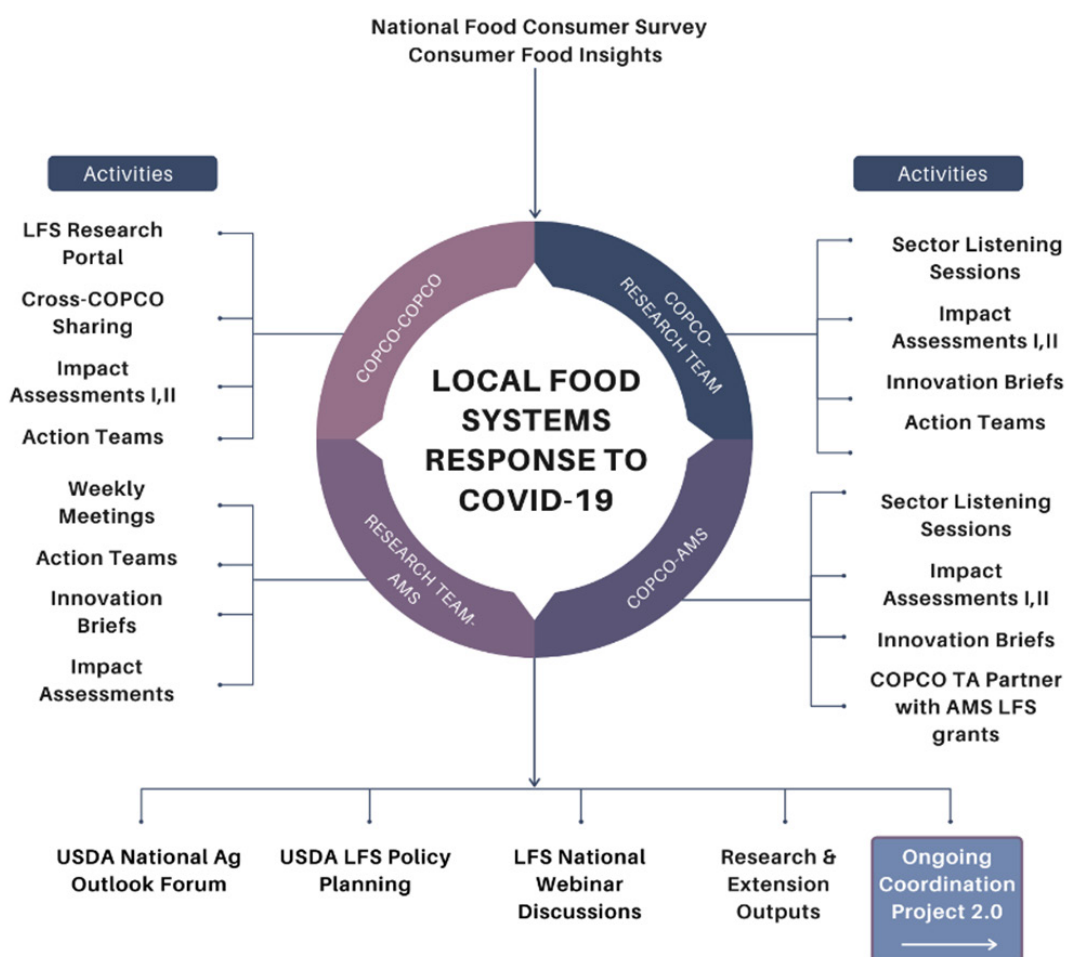 National Food Consumer Survey
Consumer Food Insights
Activities
LFS Research
Portal
Cross-COPCO
Sharing
Impact
Assessments I,II
Action Teams
Weekly
Meetings
Action Teams
Innovation
Briefs
Impact
Assessments
COPCO-COPCO
COPCO-
RESEARCH TEAM
LOCAL FOOD
SYSTEMS
RESPONSE TO
COVID-19
RESEARCH TEAM-
AMS
COPCO-AMS
Activities
Sector Listening
Sessions
Impact
Assessments I,II
Innovation Briefs
Action Teams
Sector Listening
Sessions
Impact
Assessments I,II
Innovation Briefs
COPCO TA Partner
with AMS LFS
grants
USDA National Ag
Outlook Forum
USDA LFS Policy
Planning
LFS National
Webinar
Discussions
Research &
Extension
Outputs
Ongoing
Coordination
Project 2.0